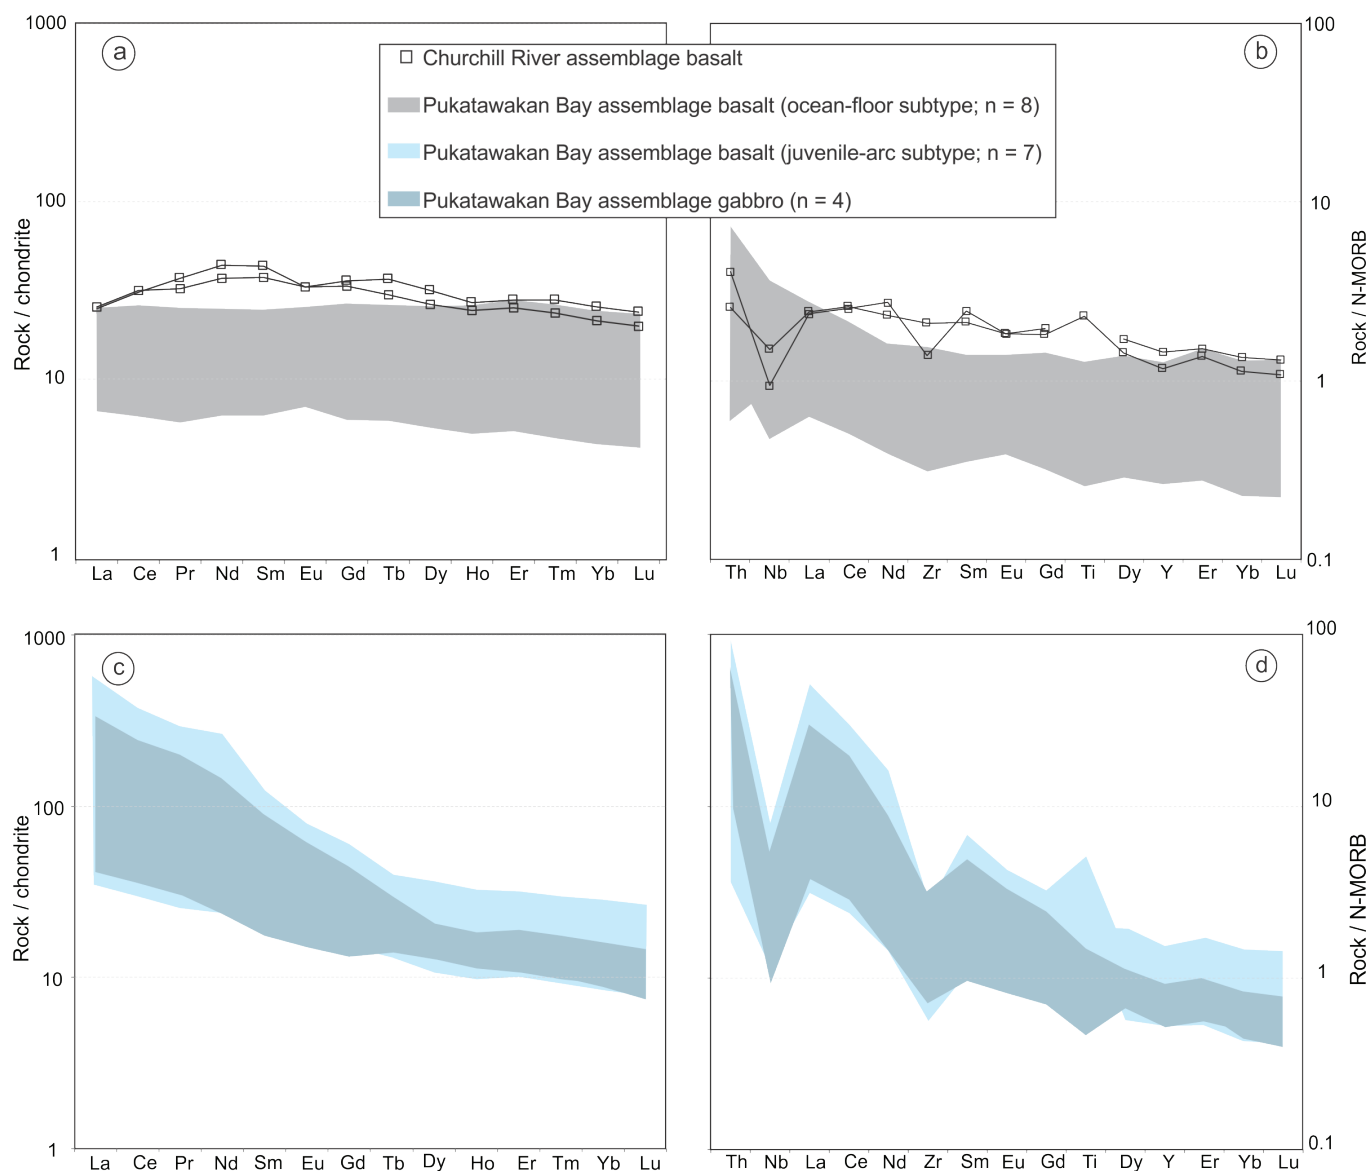 1000
100
a
b
Churchill River assemblage basalt
Pukatawakan Bay assemblage basalt (ocean-floor subtype; n = 8)
Pukatawakan Bay assemblage basalt (juvenile-arc subtype; n = 7)
Pukatawakan Bay assemblage gabbro (n = 4)
100
10
Rock / chondrite
Rock / N-MORB
10
1
1
0.1
La Ce Pr Nd Sm Eu Gd Tb Dy Ho Er Tm Yb Lu
Th Nb La Ce Nd Zr Sm Eu Gd Ti Dy Y Er Yb Lu
1000
100
c
d
100
10
Rock / chondrite
Rock / N-MORB
10
1
1
0.1
La Ce Pr Nd Sm Eu Gd Tb Dy Ho Er Tm Yb Lu
Th Nb La Ce Nd Zr Sm Eu Gd Ti Dy Y Er Yb Lu